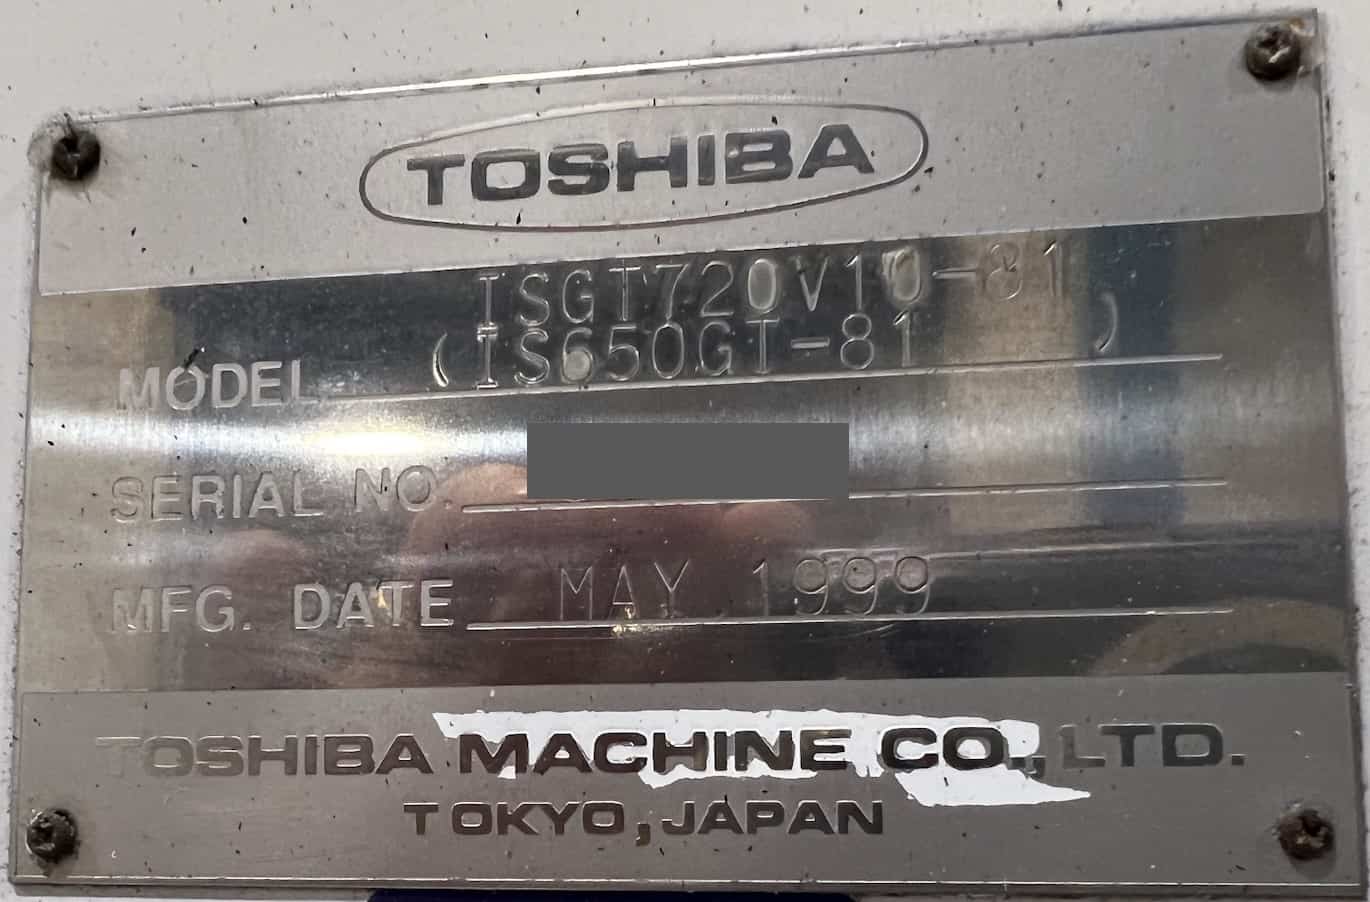 TOSHIBA
ISGT720V10-81
MODEL (IS650GT-81 )
SERIAL NO.
MFG. DATE MAY 1999
TOSHIBA MACHINE CO., LTD.
TOKYO, JAPAN